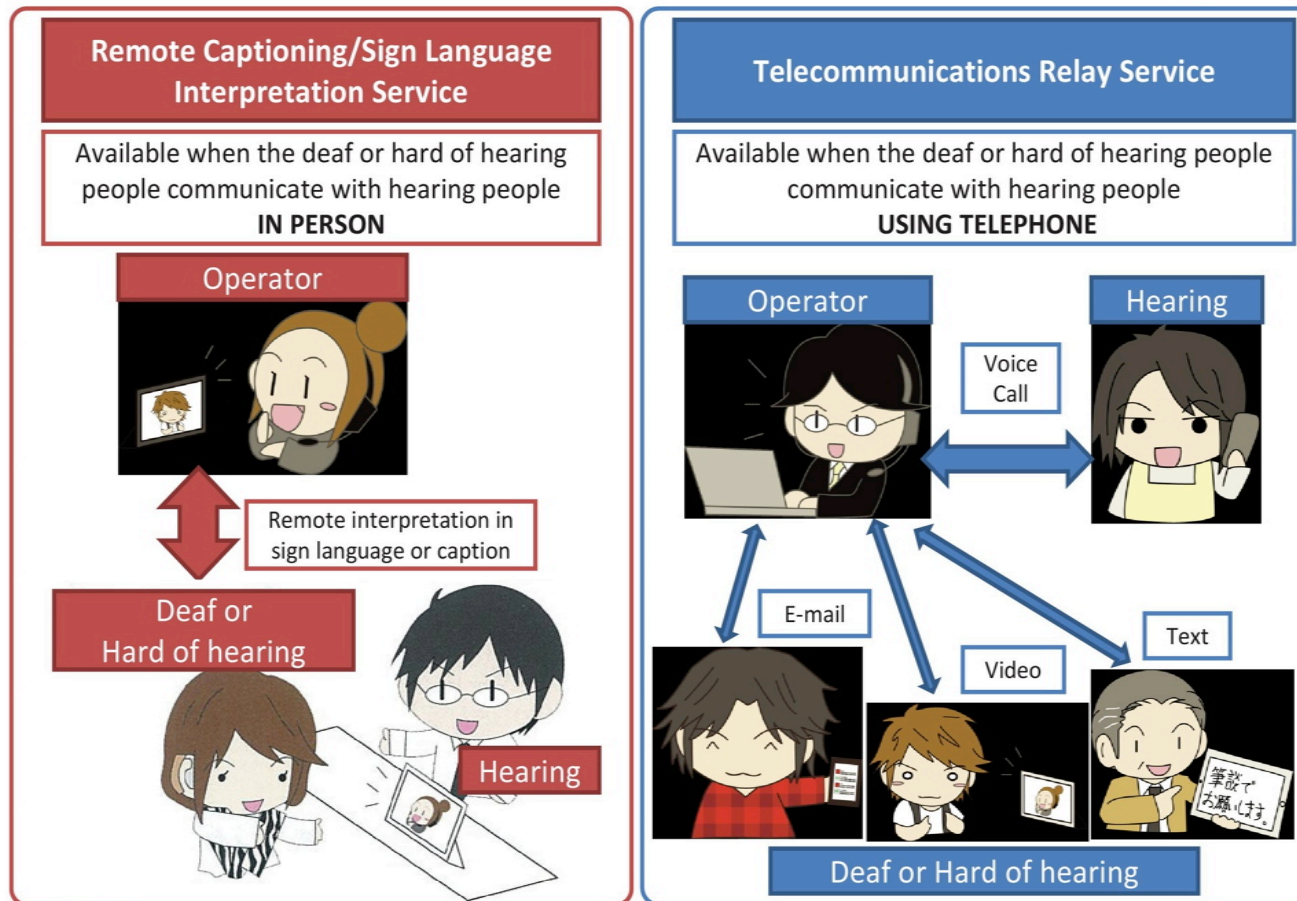 Remote Captioning/Sign Language
Interpretation Service
Available when the deaf or hard of hearing
people communicate with hearing people
IN PERSON
Operator
Remote interpretation in
sign language or caption
Deaf or
Hard of hearing
Hearing
Telecommunications Relay Service
Available when the deaf or hard of hearing people
communicate with hearing people
USING TELEPHONE
Operator
Hearing
Voice
Call
E-mail
Video
Text
筆談で
お願いします。
Deaf or Hard of hearing